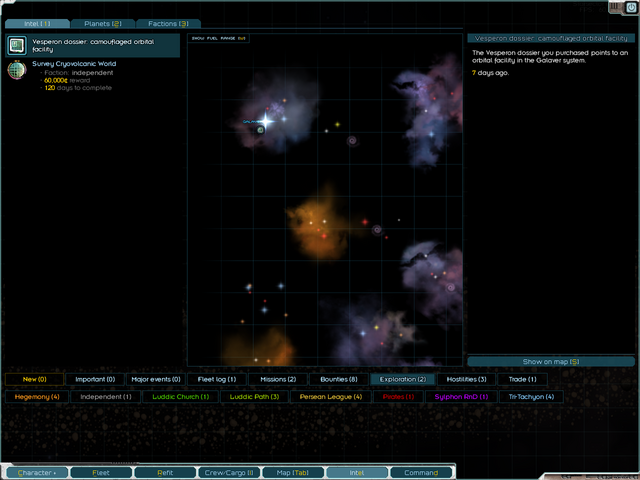 Intel [1]
Planets [2]
Factions [3]
Vesperon dossier: camouflaged orbital
facility
Survey Cryovolcanic World
- Faction: independent
- 60,000¢ reward
- 120 days to complete
SHOW FUEL RANGE
Vesperon dossier: camouflaged orbital facility
The Vesperon dossier you purchased points to an
orbital facility in the Galaver system.
7 days ago.
Show on map [S]
New (0)
Important (0)
Major events (0)
Fleet log (1)
Missions (2)
Bounties (8)
Exploration (2)
Hostilities (3)
Trade (1)
Hegemony (4)
Independent (1)
Luddic Church (1)
Luddic Path (3)
Persean League (4)
Pirates (1)
Sylphon RnD (1)
Tri-Tachyon (4)
Character
Fleet
Refit
Crew/Cargo [I]
Map [Tab]
Intel
Command